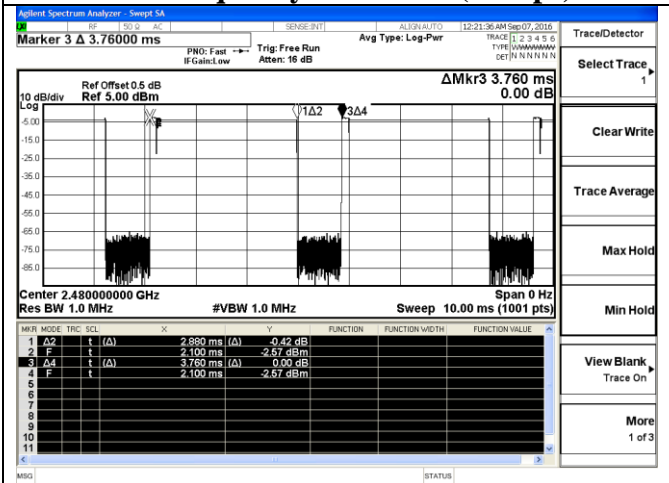 Agilent Spectrum Analyzer - Swept SA
RF 50 Ω AC SENSE:INT ALIGN AUTO 12:21:36 AM Sep 07, 2016
Marker 3 Δ 3.76000 ms
PNO: Fast Trig: Free Run Avg Type: Log-Pwr TRACE 1 2 3 4 5 6
IFGain:Low Atten: 16 dB TYPE WWWWWW
DET N N N N N N
Trace/Detector
ΔMkr3 3.760 ms
0.00 dB
Ref Offset 0.5 dB
10 dB/div Ref 5.00 dBm
Log
1Δ2 3Δ4
-5.00
-15.0
-25.0
-35.0
-45.0
-55.0
-65.0
-75.0
-85.0
Center 2.480000000 GHz Span 0 Hz
Res BW 1.0 MHz #VBW 1.0 MHz Sweep 10.00 ms (1001 pts)
MKR MODE TRC SCL X Y FUNCTION FUNCTION WIDTH FUNCTION VALUE
1 Δ2 t (Δ) 2.880 ms (Δ) -0.42 dB
2 F t 2.100 ms -2.57 dBm
3 Δ4 t (Δ) 3.760 ms (Δ) 0.00 dB
4 F t 2.100 ms -2.57 dBm
5
6
7
8
9
10
11
MSG STATUS
Select Trace
1
Clear Write
Trace Average
Max Hold
Min Hold
View Blank
Trace On
More
1 of 3